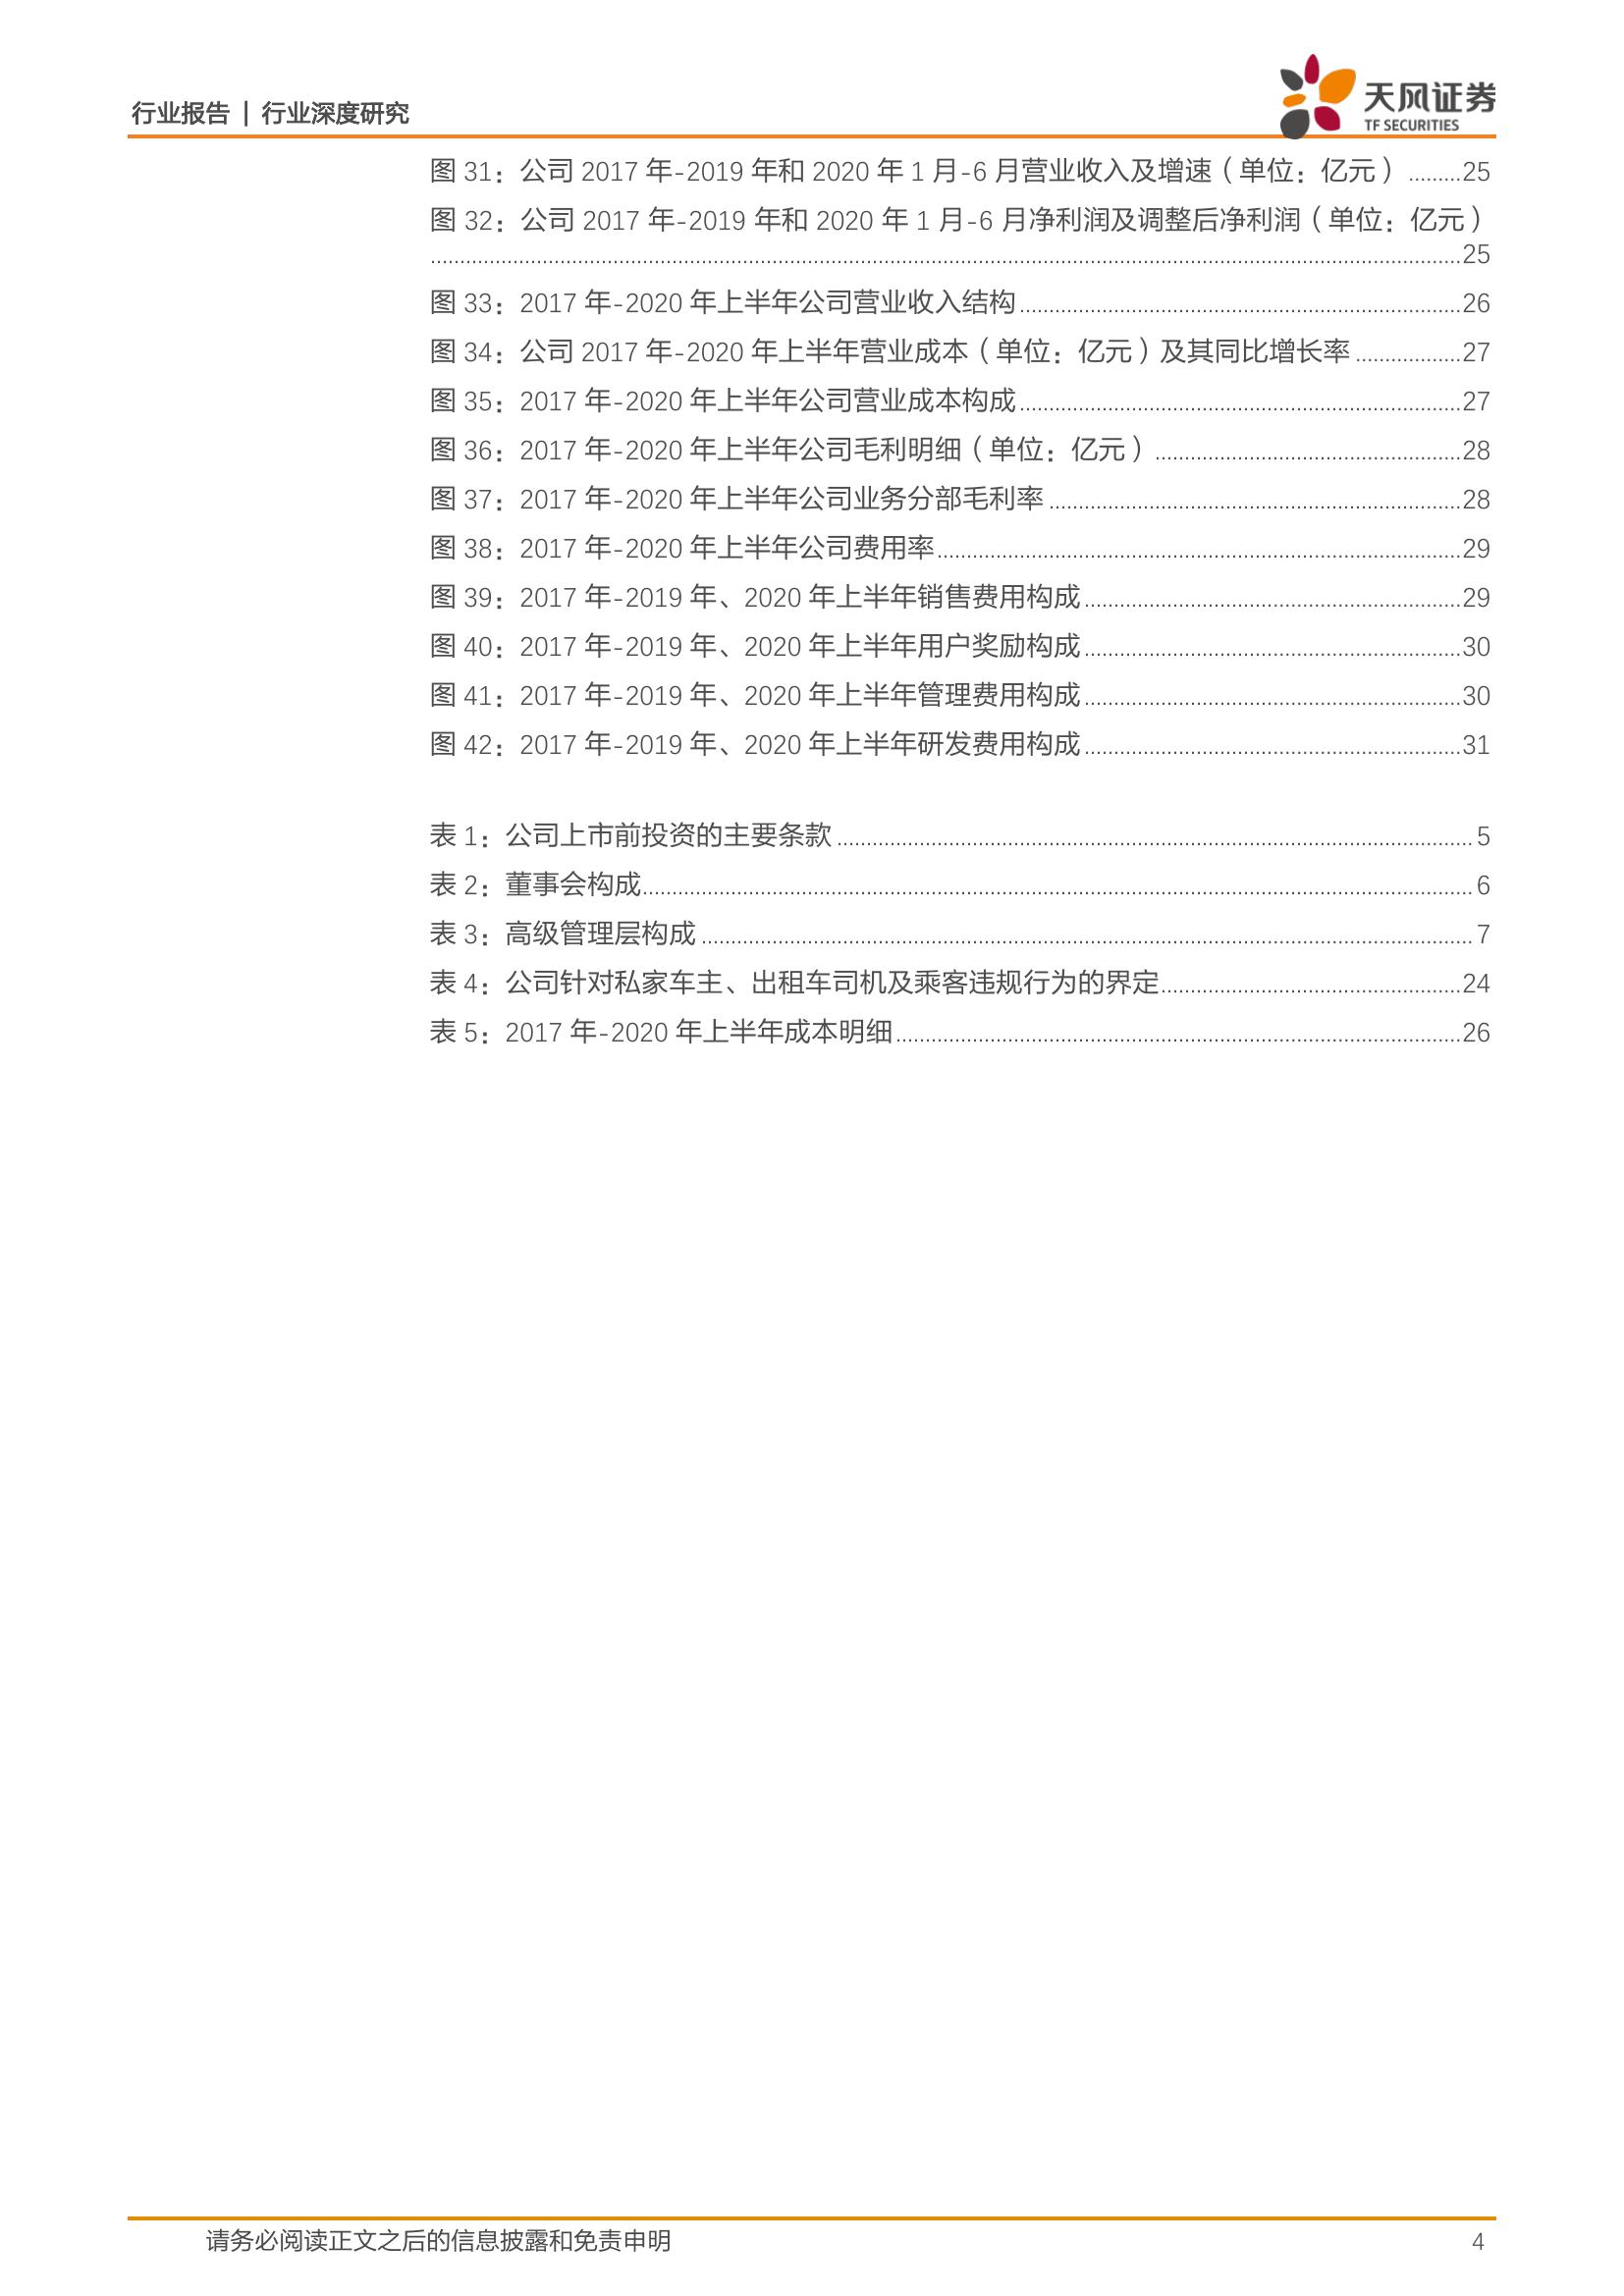 行业报告 | 行业深度研究
天风证券
TF SECURITIES
图 31：公司 2017 年-2019 年和 2020 年 1 月-6 月营业收入及增速（单位：亿元）.........25
图 32：公司 2017 年-2019 年和 2020 年 1 月-6 月净利润及调整后净利润（单位：亿元）
.........25
图 33：2017 年-2020 年上半年公司营业收入结构.........26
图 34：公司 2017 年-2020 年上半年营业成本（单位：亿元）及其同比增长率.........27
图 35：2017 年-2020 年上半年公司营业成本构成.........27
图 36：2017 年-2020 年上半年公司毛利明细（单位：亿元）.........28
图 37：2017 年-2020 年上半年公司业务分部毛利率.........28
图 38：2017 年-2020 年上半年公司费用率.........29
图 39：2017 年-2019 年、2020 年上半年销售费用构成.........29
图 40：2017 年-2019 年、2020 年上半年用户奖励构成.........30
图 41：2017 年-2019 年、2020 年上半年管理费用构成.........30
图 42：2017 年-2019 年、2020 年上半年研发费用构成.........31
表 1：公司上市前投资的主要条款.........5
表 2：董事会构成.........6
表 3：高级管理层构成.........7
表 4：公司针对私家车主、出租车司机及乘客违规行为的界定.........24
表 5：2017 年-2020 年上半年成本明细.........26
请务必阅读正文之后的信息披露和免责申明
4